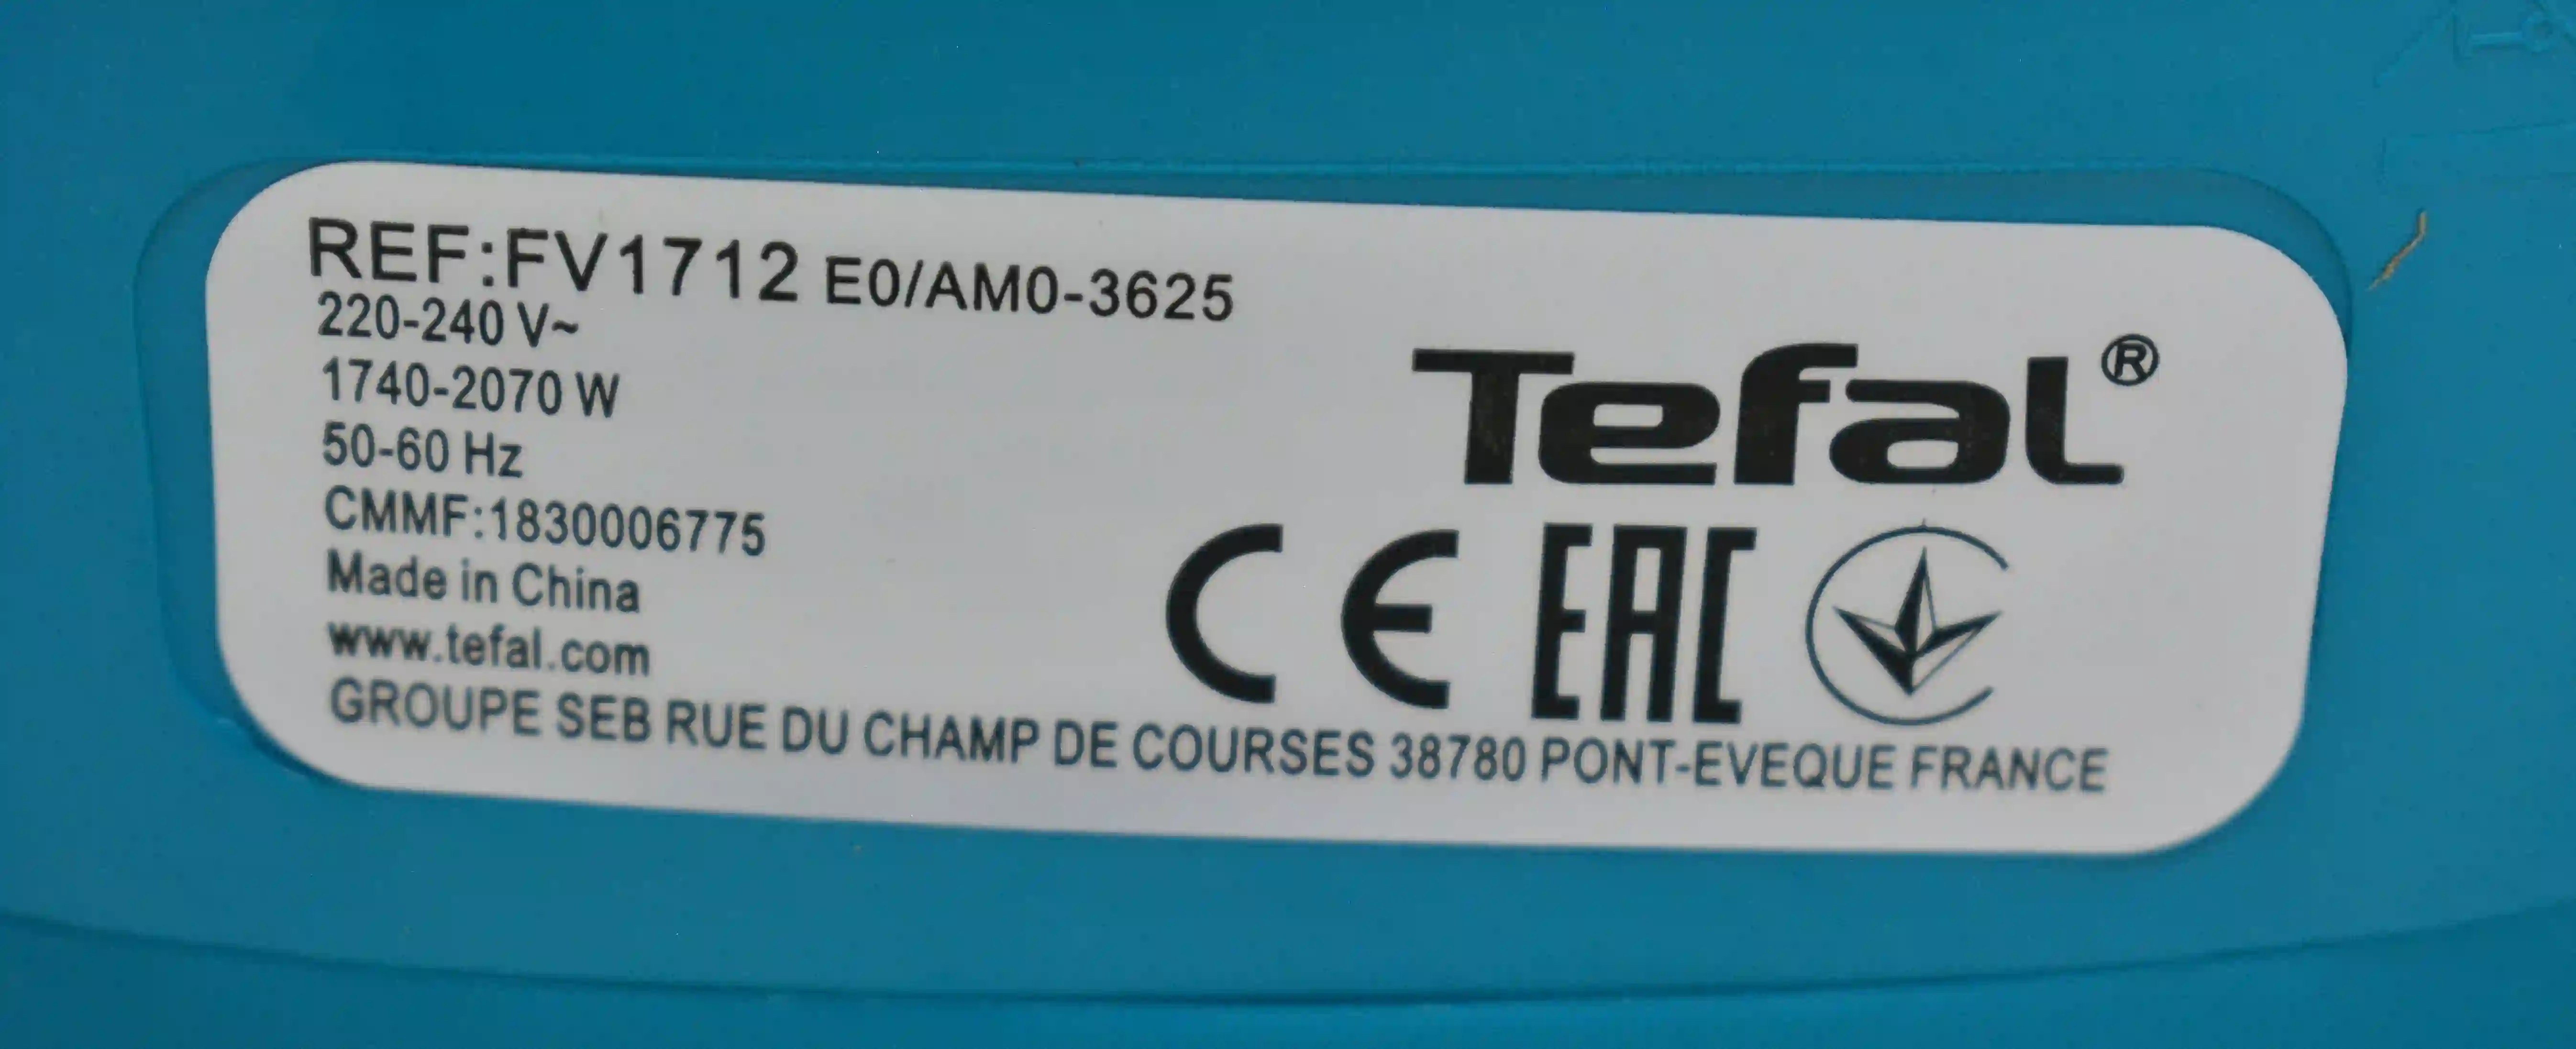 REF:FV1712 E0/AM0-3625
220-240 V~
1740-2070 W
50-60 Hz
CMMF:1830006775
Made in China
www.tefal.com
GROUPE SEB RUE DU CHAMP DE COURSES 38780 PONT-EVEQUE FRANCE
Tefal®
CE EAC